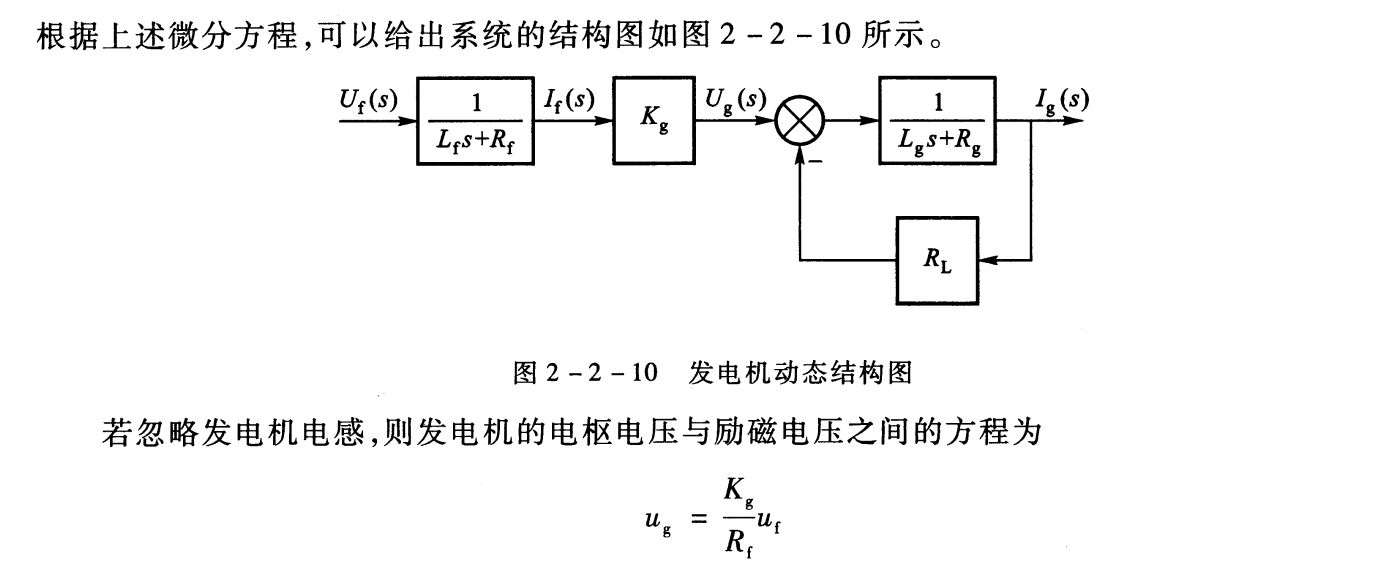 根据上述微分方程,可以给出系统的结构图如图 2-2-10 所示。
U_f(s) 1/(L_f s+R_f) I_f(s) K_g U_g(s) 1/(L_g s+R_g) I_g(s)
−
R_L
图 2-2-10 发电机动态结构图
若忽略发电机电感,则发电机的电枢电压与励磁电压之间的方程为
u_g = K_g/R_f u_f